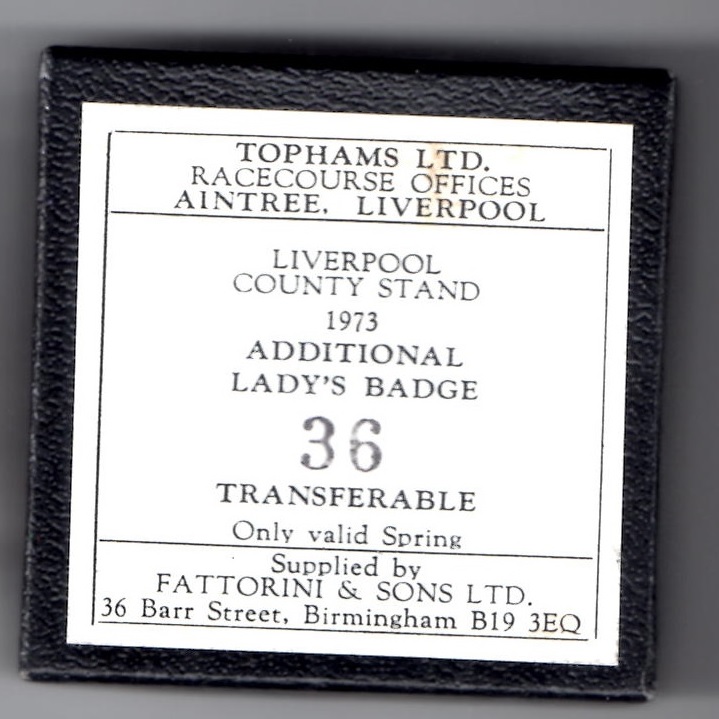 TOPHAMS LTD.
RACECOURSE OFFICES
AINTREE, LIVERPOOL
LIVERPOOL
COUNTY STAND
1973
ADDITIONAL
LADY'S BADGE
36
TRANSFERABLE
Only valid Spring
Supplied by
FATTORINI & SONS LTD.
36 Barr Street, Birmingham B19 3EQ